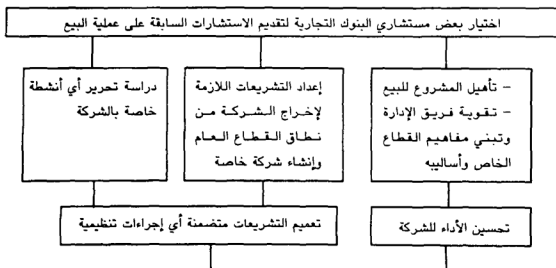 اختيار بعض مستشاري البنوك التجارية لتقديم الاستشارات السابقة على عملية البيع
– تأهيل المشروع للبيع
– تقوية فريق الإدارة
وتبني مفاهيم القطاع
الخاص وأساليبه
إعداد التشريعات اللازمة
لإخراج الشركة من
نطاق القطاع العام
وإنشاء شركة خاصة
دراسة تحرير أي أنشطة
خاصة بالشركة
تحسين الأداء للشركة
تعميم التشريعات متضمنة أي إجراءات تنظيمية